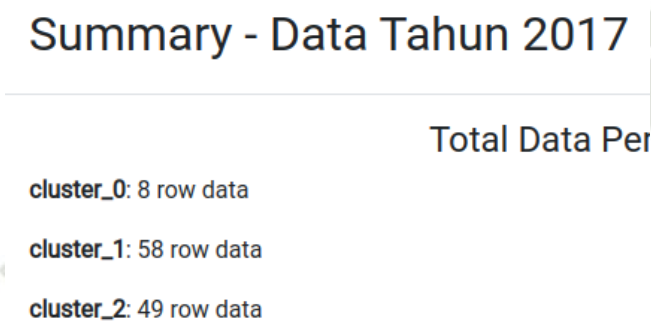 Summary - Data Tahun 2017
Total Data Per
cluster_0: 8 row data
cluster_1: 58 row data
cluster_2: 49 row data